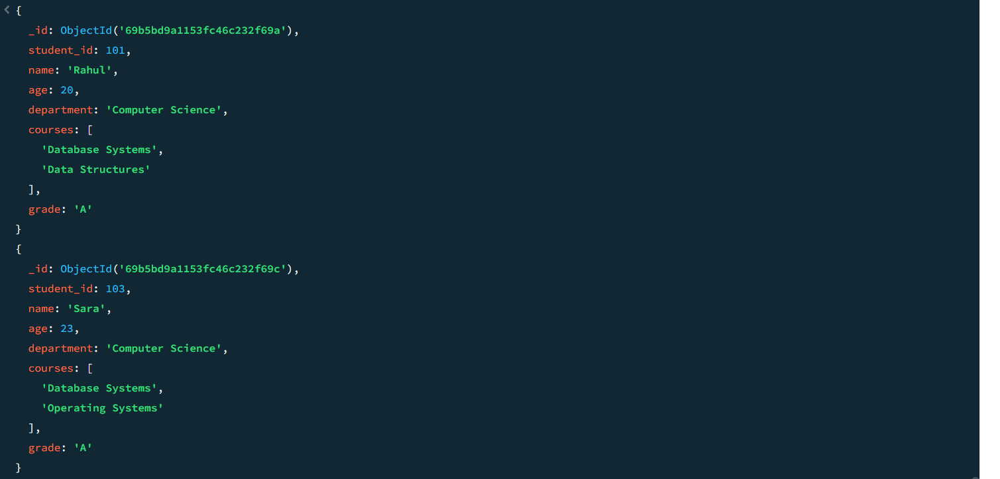 {
_id: ObjectId('69b5bd9a1153fc46c232f69a'),
student_id: 101,
name: 'Rahul',
age: 20,
department: 'Computer Science',
courses: [
'Database Systems',
'Data Structures'
],
grade: 'A'
}
{
_id: ObjectId('69b5bd9a1153fc46c232f69c'),
student_id: 103,
name: 'Sara',
age: 23,
department: 'Computer Science',
courses: [
'Database Systems',
'Operating Systems'
],
grade: 'A'
}